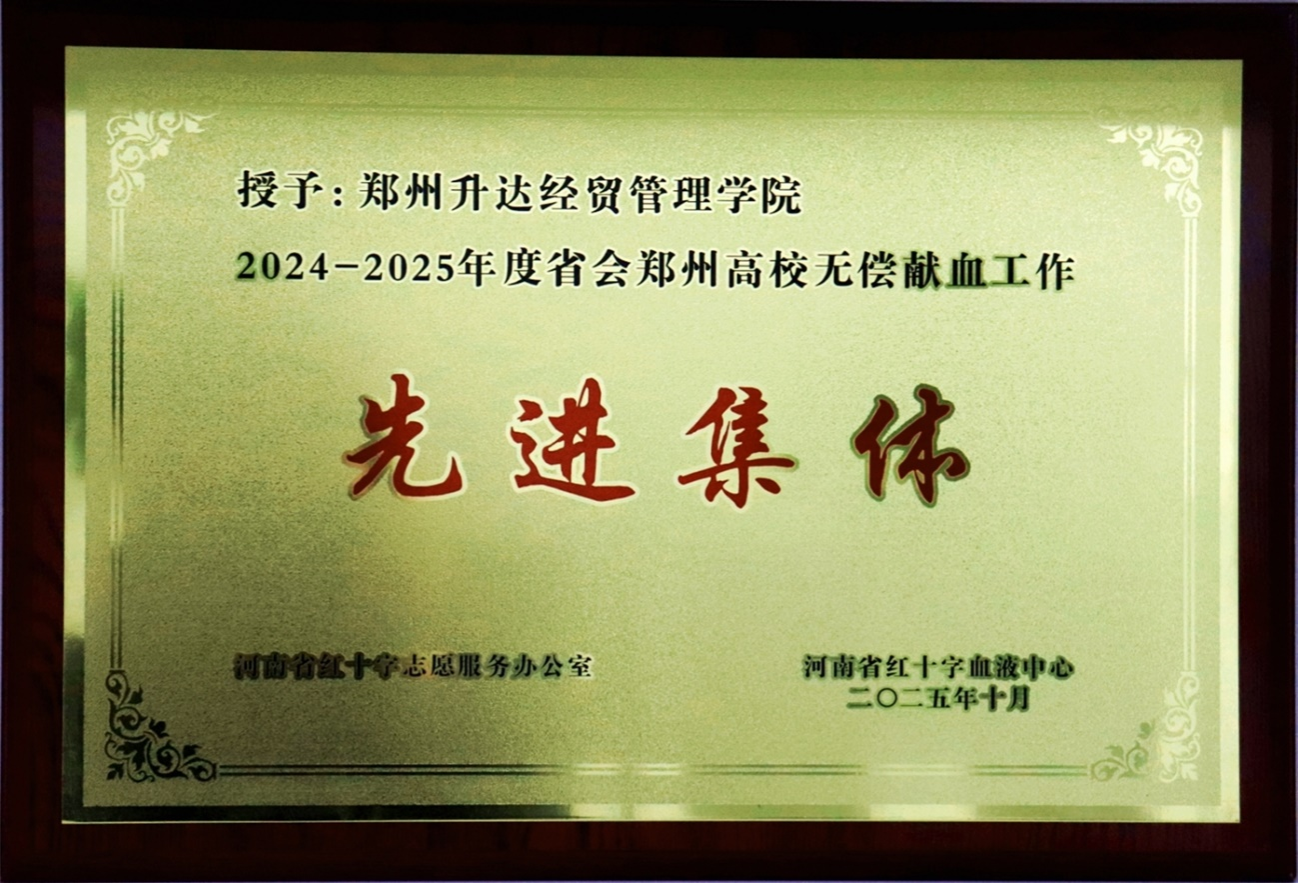 授予：郑州升达经贸管理学院
2024-2025年度省会郑州高校无偿献血工作
先进集体
河南省红十字志愿服务办公室
河南省红十字血液中心
二〇二五年十月